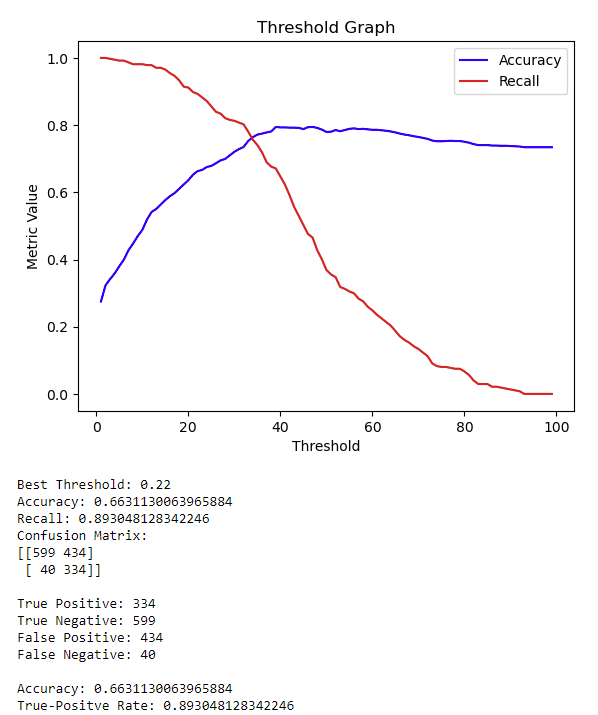 Threshold Graph
Accuracy
Recall
Metric Value
1.0
0.8
0.6
0.4
0.2
0.0
0 20 40 60 80 100
Threshold
Best Threshold: 0.22
Accuracy: 0.6631130063965884
Recall: 0.893048128342246
Confusion Matrix:
[[599 434]
 [ 40 334]]
True Positive: 334
True Negative: 599
False Positive: 434
False Negative: 40
Accuracy: 0.6631130063965884
True-Positve Rate: 0.893048128342246